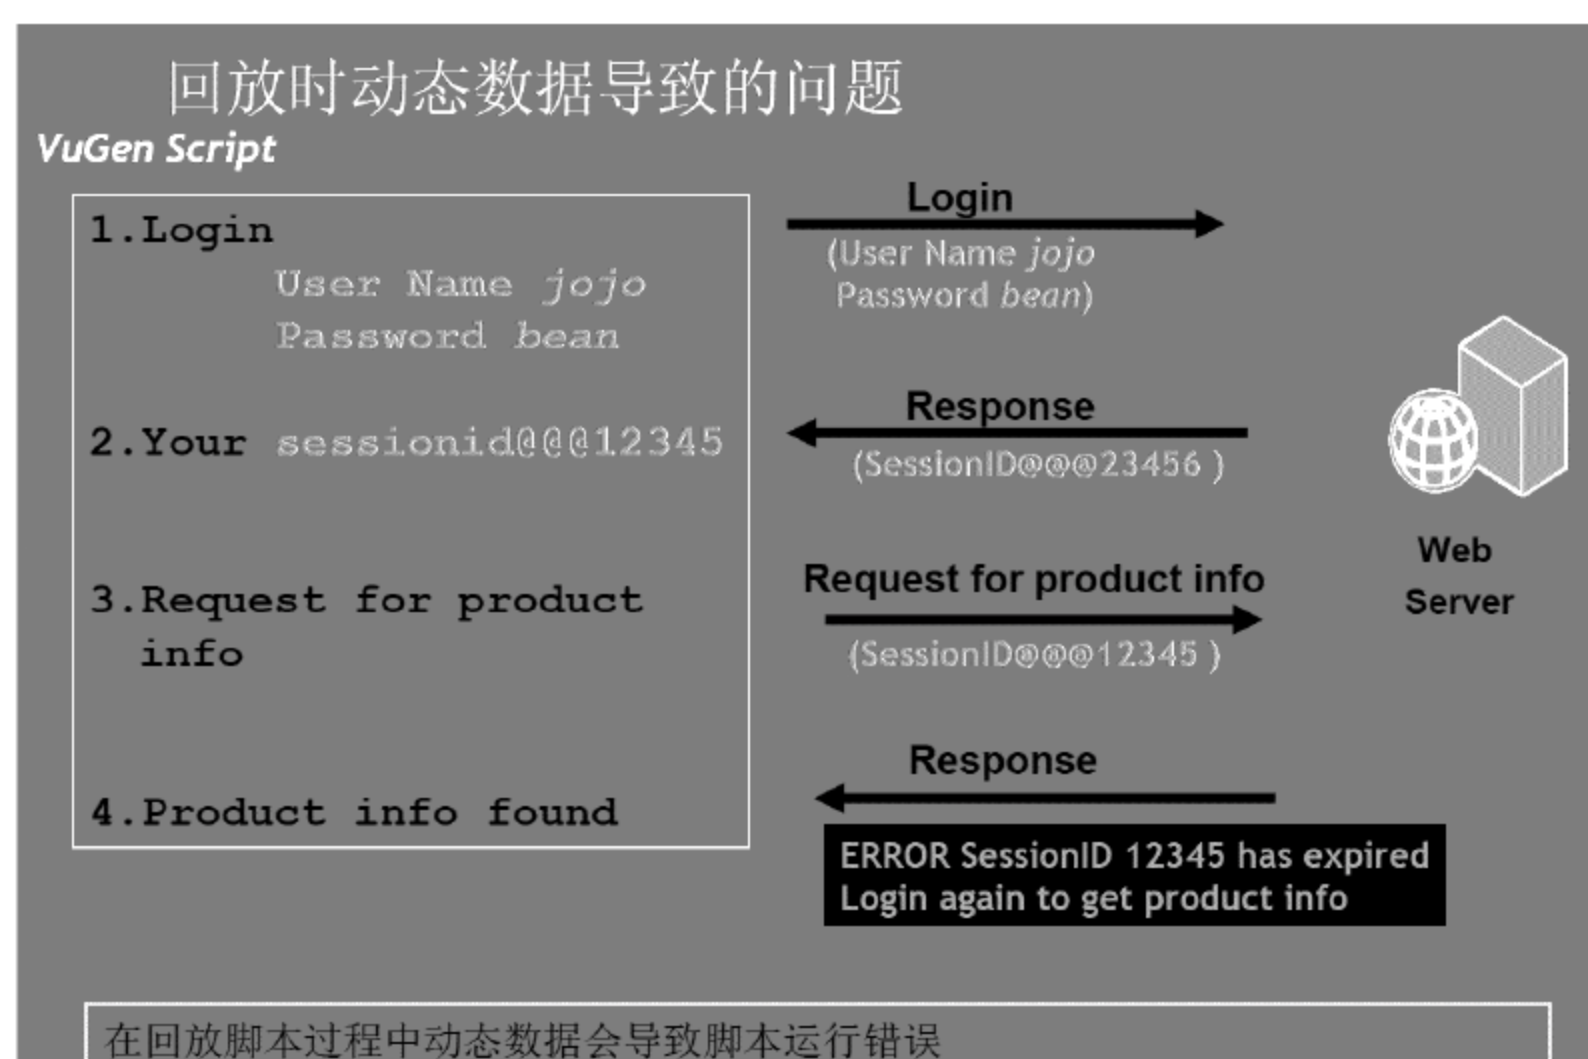 回放时动态数据导致的问题
VuGen Script
1.Login
User Name jojo
Password bean
2.Your sessionid@@@12345
3.Request for product
info
4.Product info found
Login
(User Name jojo
Password bean)
Response
(SessionID@@@23456 )
Request for product info
(SessionID@@@12345 )
Response
ERROR SessionID 12345 has expired
Login again to get product info
Web
Server
在回放脚本过程中动态数据会导致脚本运行错误